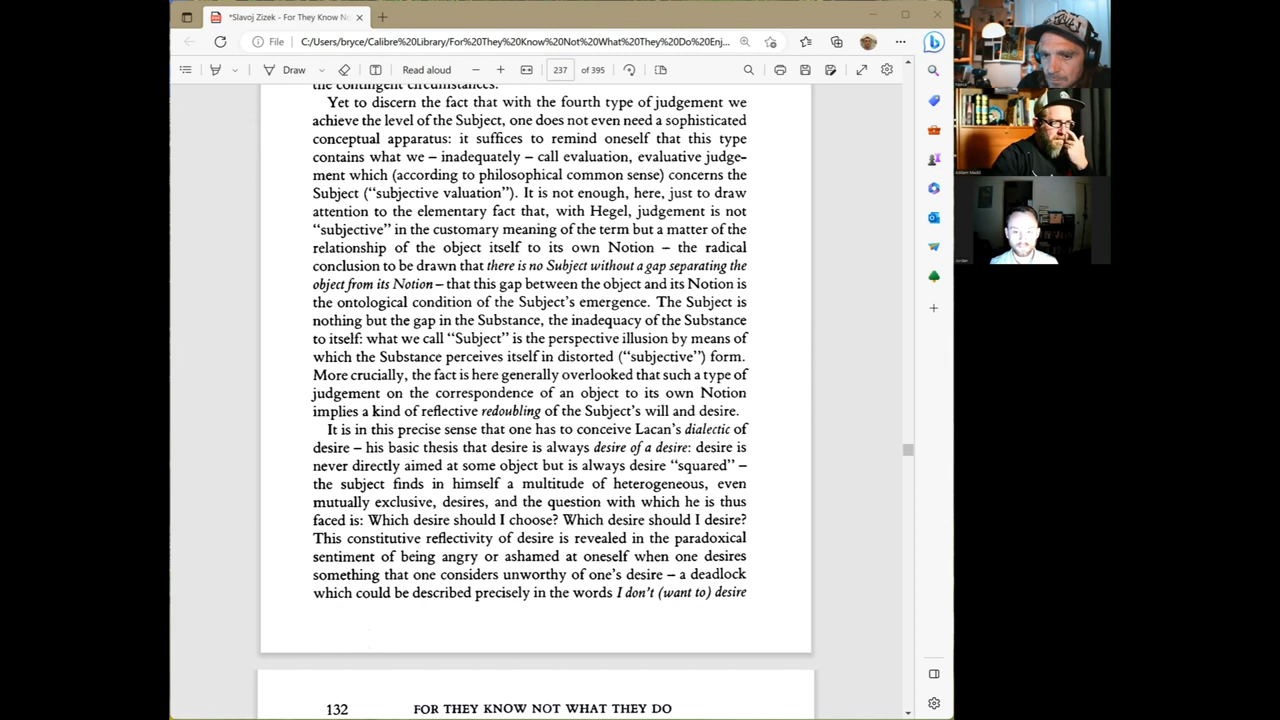 *Slavoj Zizek - For They Know No
File
C:/Users/bryce/Calibre%20Library/For%20They%20Know%20Not%20What%20They%20Do%20Enj...
Draw
Read aloud
237
of 395
the contingent circumstances.
Yet to discern the fact that with the fourth type of judgement we
achieve the level of the Subject, one does not even need a sophisticated
conceptual apparatus: it suffices to remind oneself that this type
contains what we – inadequately – call evaluation, evaluative judge-
ment which (according to philosophical common sense) concerns the
Subject (“subjective valuation”). It is not enough, here, just to draw
attention to the elementary fact that, with Hegel, judgement is not
“subjective” in the customary meaning of the term but a matter of the
relationship of the object itself to its own Notion – the radical
conclusion to be drawn that there is no Subject without a gap separating the
object from its Notion – that this gap between the object and its Notion is
the ontological condition of the Subject's emergence. The Subject is
nothing but the gap in the Substance, the inadequacy of the Substance
to itself: what we call “Subject” is the perspective illusion by means of
which the Substance perceives itself in distorted (“subjective”) form.
More crucially, the fact is here generally overlooked that such a type of
judgement on the correspondence of an object to its own Notion
implies a kind of reflective redoubling of the Subject's will and desire.
It is in this precise sense that one has to conceive Lacan's dialectic of
desire – his basic thesis that desire is always desire of a desire: desire is
never directly aimed at some object but is always desire “squared” –
the subject finds in himself a multitude of heterogeneous, even
mutually exclusive, desires, and the question with which he is thus
faced is: Which desire should I choose? Which desire should I desire?
This constitutive reflectivity of desire is revealed in the paradoxical
sentiment of being angry or ashamed at oneself when one desires
something that one considers unworthy of one's desire – a deadlock
which could be described precisely in the words I don't (want to) desire
132
FOR THEY KNOW NOT WHAT THEY DO
Jordan